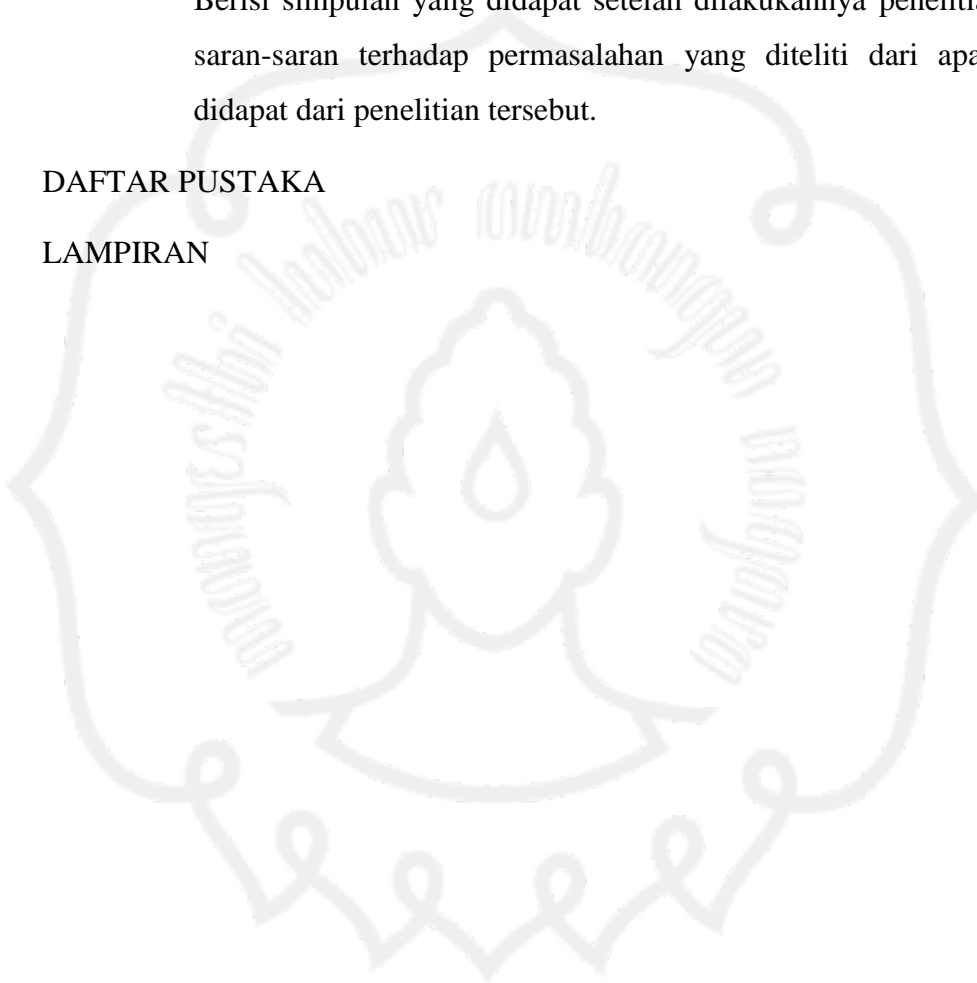 Berisi simpulan yang didapat setelah dilakukannya
saran-saran terhadap permasalahan yang diteliti dari apa
didapat dari penelitian tersebut.
DAFTAR PUSTAKA
LAMPIRAN